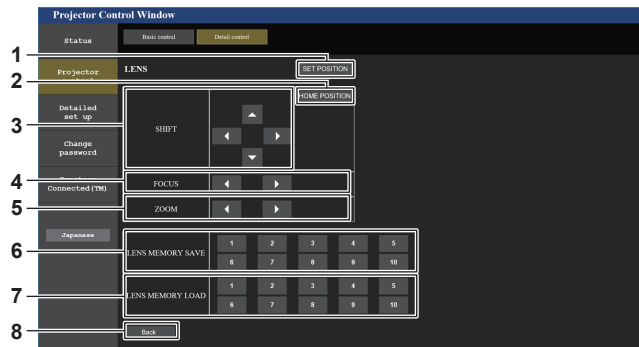 Projector Control Window
Status
Basic control
Detail control
1
LENS
SET POSITION
2
Projector
HOME POSITION
3
Detailed
set up
SHIFT
Change
password
4
FOCUS
Connected(TM)
5
ZOOM
Japanese
6
LENS MEMORY SAVE
1 2 3 4 5
6 7 8 9 10
7
LENS MEMORY LOAD
1 2 3 4 5
6 7 8 9 10
8
Back